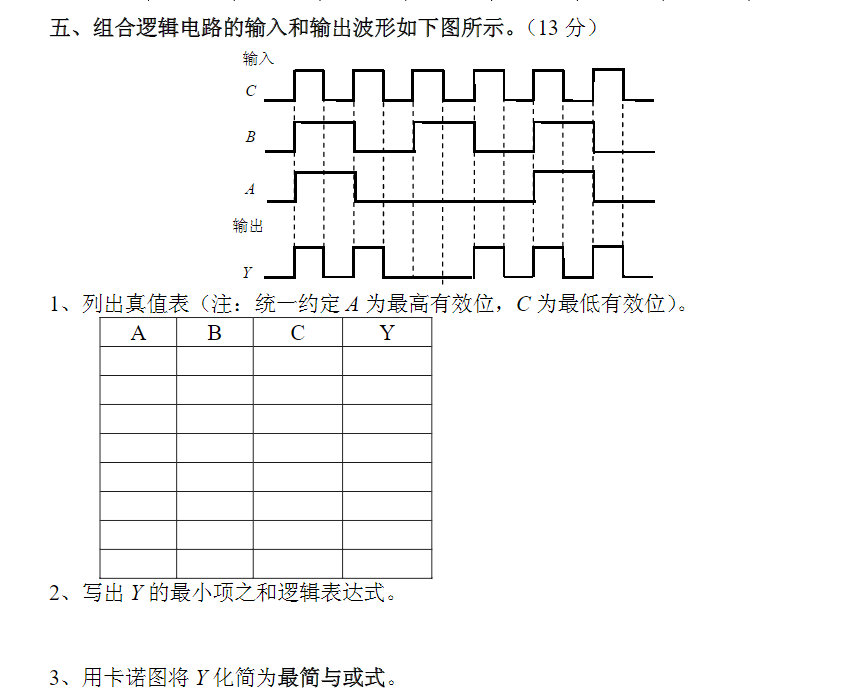 五、组合逻辑电路的输入和输出波形如下图所示。（13 分）
输入
C
B
A
输出
Y
1、列出真值表（注：统一约定 A 为最高有效位，C 为最低有效位）。
A B C Y
2、写出 Y 的最小项之和逻辑表达式。
3、用卡诺图将 Y 化简为最简与或式。